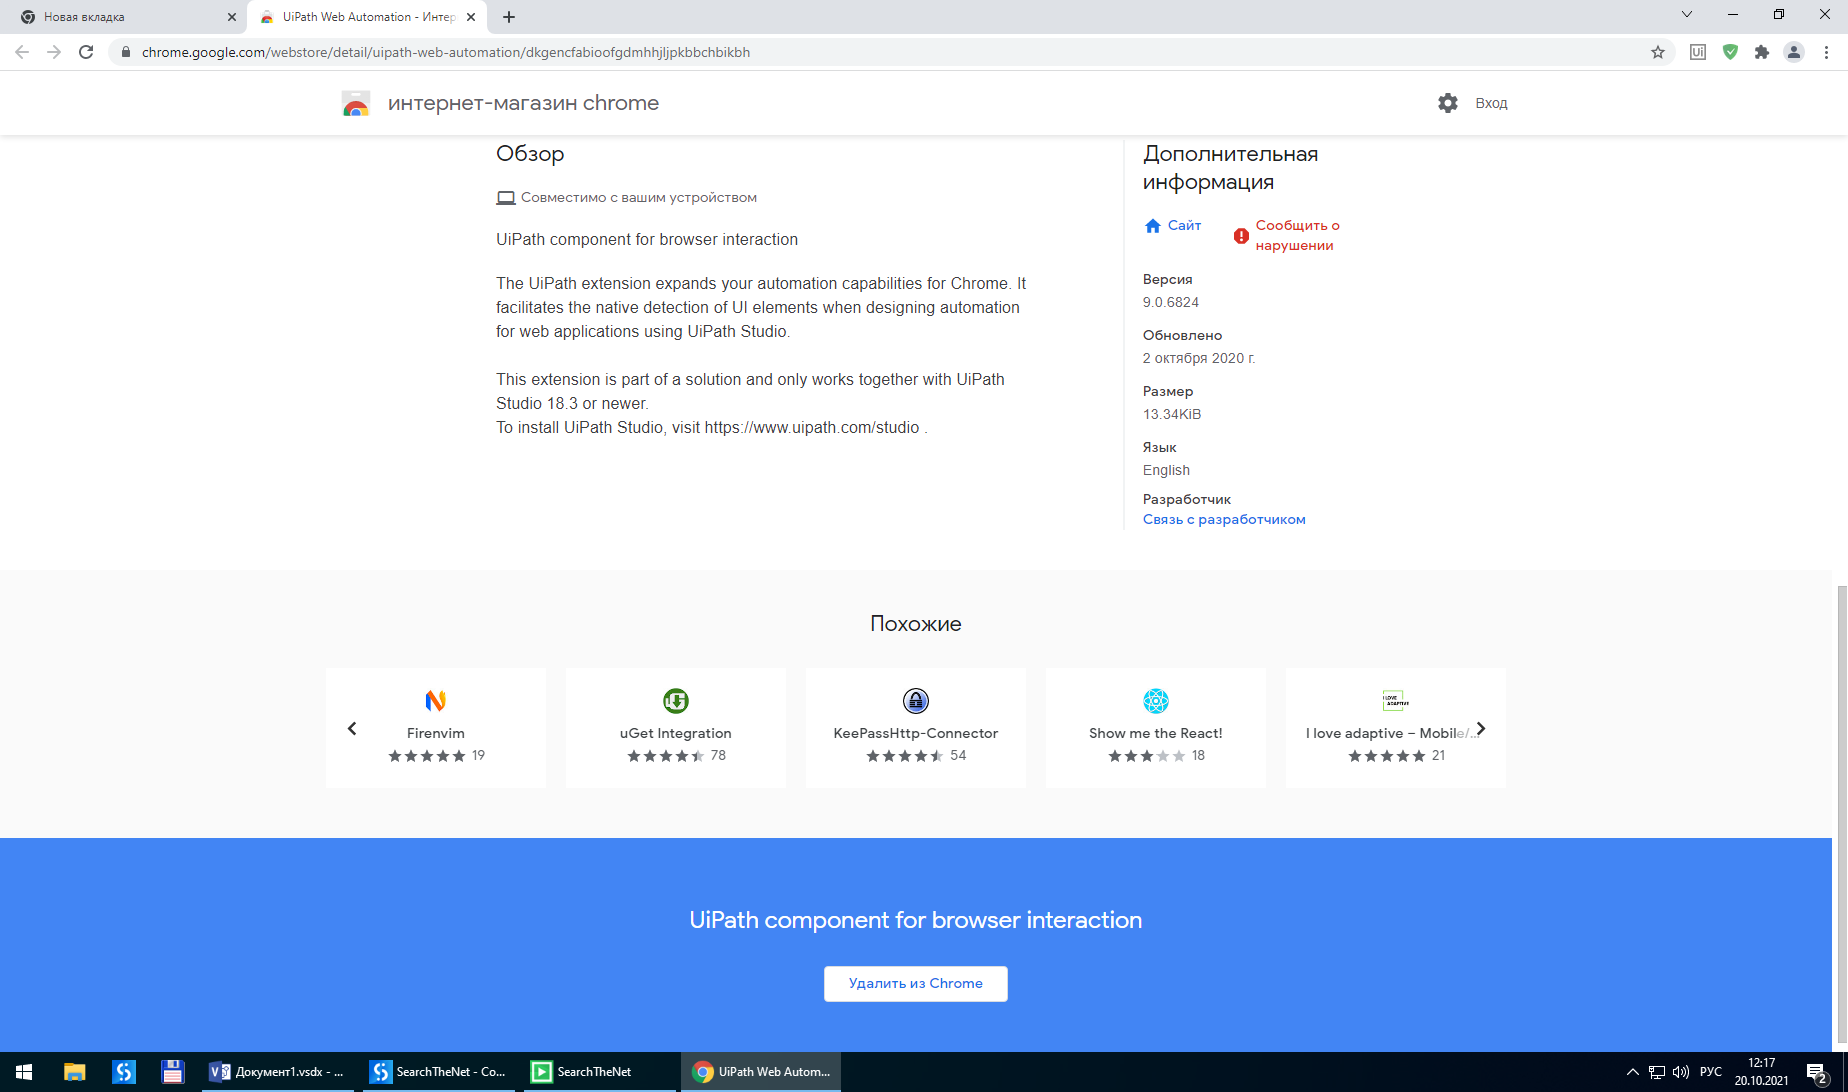 Новая вкладка
UiPath Web Automation - Интер
chrome.google.com/webstore/detail/uipath-web-automation/dkgencfabioofgdmhhjljpkbbchbikbh
интернет-магазин chrome
Вход
Обзор
Совместимо с вашим устройством
UiPath component for browser interaction
The UiPath extension expands your automation capabilities for Chrome. It
facilitates the native detection of UI elements when designing automation
for web applications using UiPath Studio.
This extension is part of a solution and only works together with UiPath
Studio 18.3 or newer.
To install UiPath Studio, visit https://www.uipath.com/studio .
Дополнительная
информация
Сайт
Сообщить о
нарушении
Версия
9.0.6824
Обновлено
2 октября 2020 г.
Размер
13.34KiB
Язык
English
Разработчик
Связь с разработчиком
Похожие
Firenvim
19
uGet Integration
78
KeePassHttp-Connector
54
Show me the React!
18
I LOVE
ADAPTIVE
I love adaptive – Mobile/...
21
UiPath component for browser interaction
Удалить из Chrome
Документ1.vsdx - ...
SearchTheNet - Co...
SearchTheNet
UiPath Web Autom...
РУС
12:17
20.10.2021
2